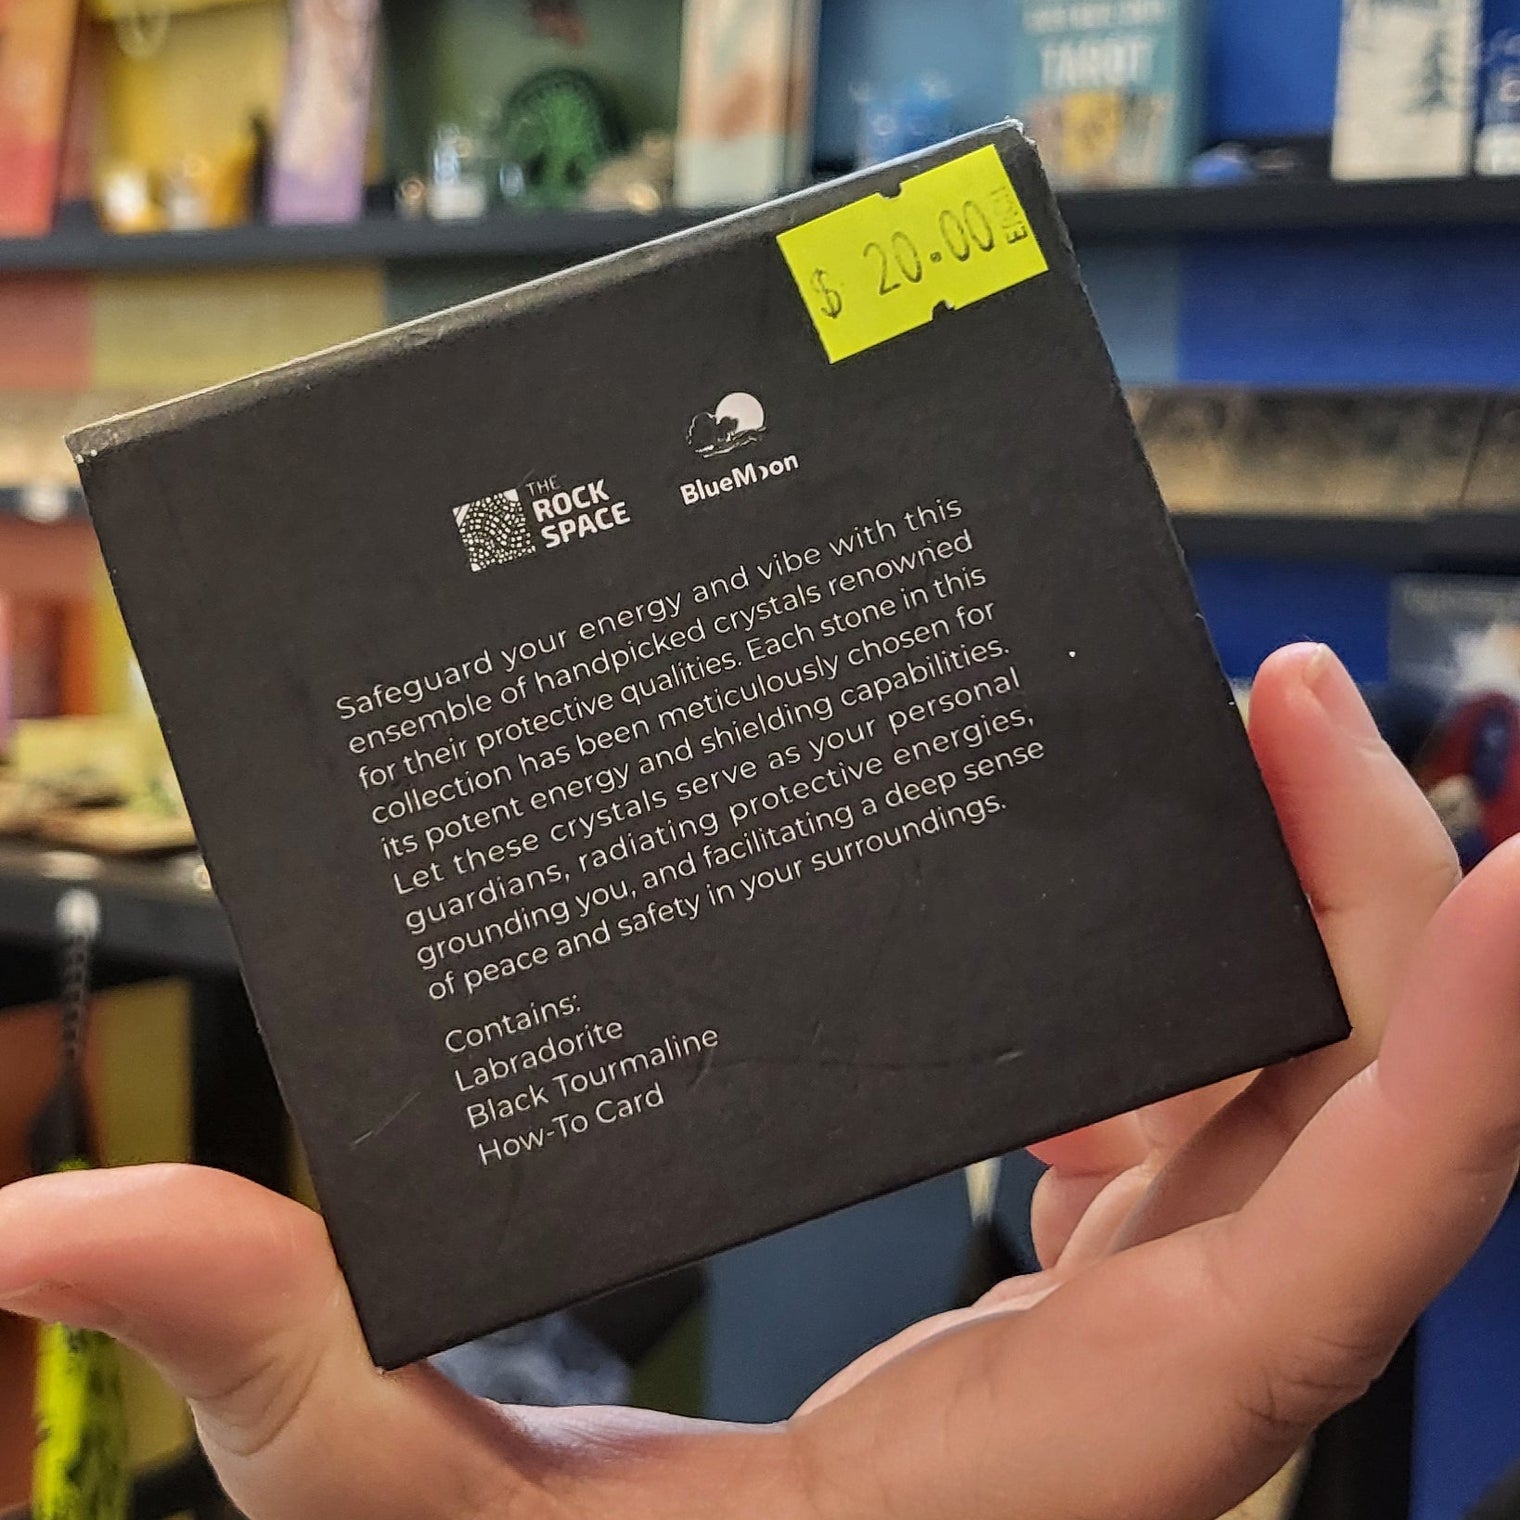 TAROT
$ 20.00
THE
ROCK
SPACE
BlueMoon
Safeguard your energy and vibe with this
ensemble of handpicked crystals renowned
for their protective qualities. Each stone in this
collection has been meticulously chosen for
its potent energy and shielding capabilities.
Let these crystals serve as your personal
guardians, radiating protective energies,
grounding you, and facilitating a deep sense
of peace and safety in your surroundings.
Contains:
Labradorite
Black Tourmaline
How-To Card